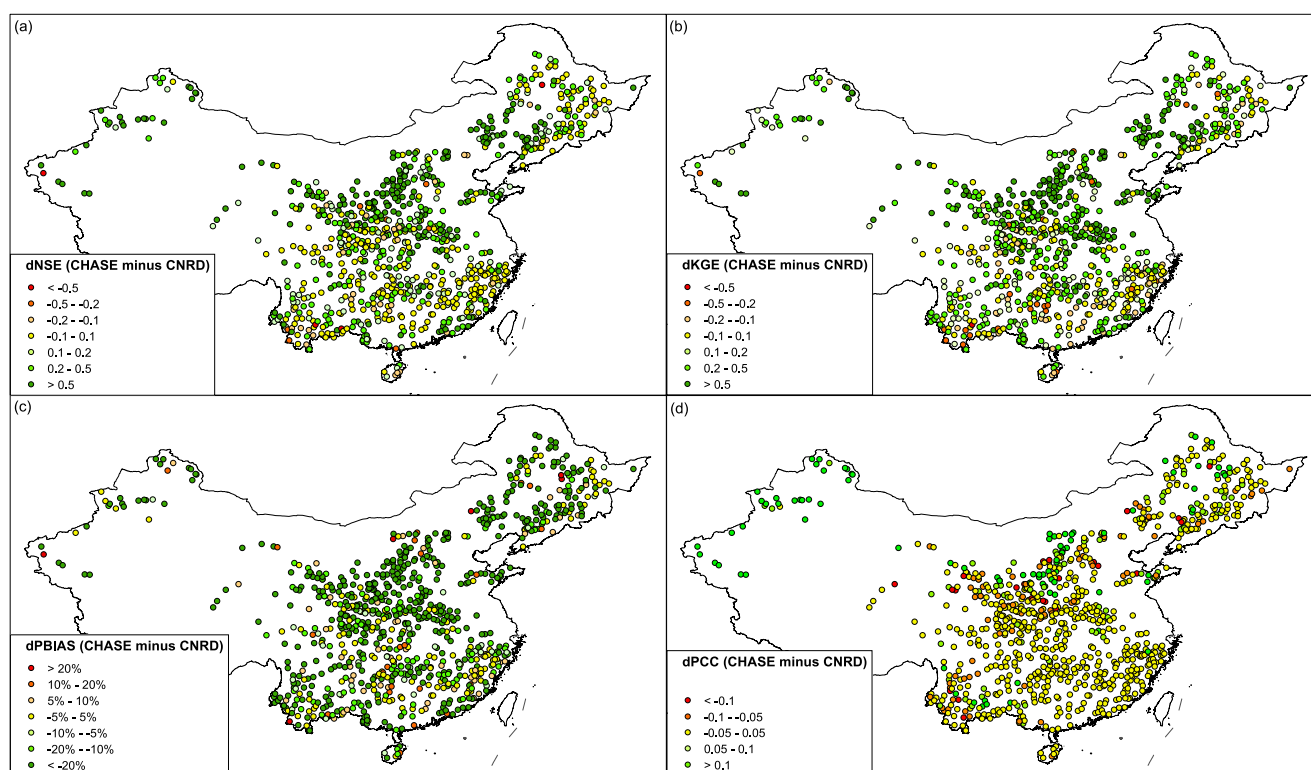 (a)
dNSE (CHASE minus CNRD)
< -0.5
-0.5 - -0.2
-0.2 - -0.1
-0.1 - 0.1
0.1 - 0.2
0.2 - 0.5
> 0.5
(b)
dKGE (CHASE minus CNRD)
< -0.5
-0.5 - -0.2
-0.2 - -0.1
-0.1 - 0.1
0.1 - 0.2
0.2 - 0.5
> 0.5
(c)
dPBIAS (CHASE minus CNRD)
> 20%
10% - 20%
5% - 10%
-5% - 5%
-10% - -5%
-20% - -10%
< -20%
(d)
dPCC (CHASE minus CNRD)
< -0.1
-0.1 - -0.05
-0.05 - 0.05
0.05 - 0.1
> 0.1